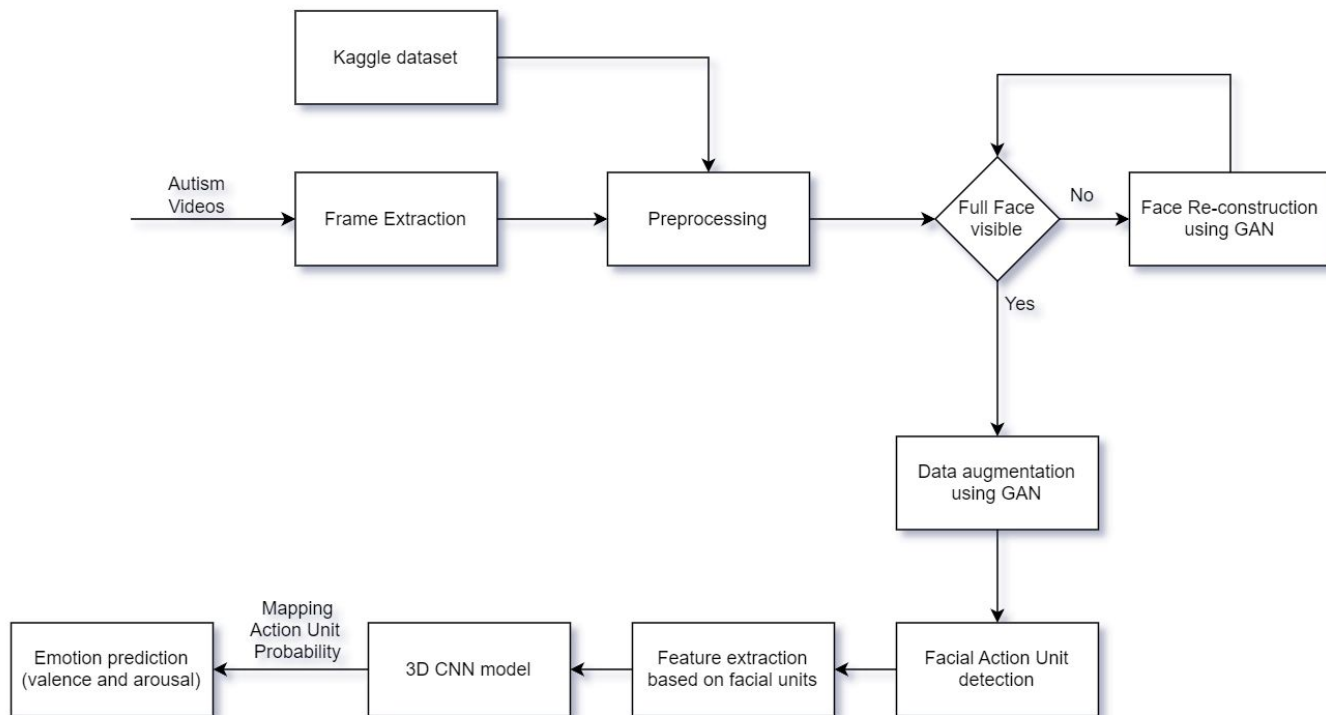 Kaggle dataset
Autism
Videos
Frame Extraction
Preprocessing
Full Face
visible
No
Face Re-construction
using GAN
Yes
Data augmentation
using GAN
Facial Action Unit
detection
Feature extraction
based on facial units
3D CNN model
Mapping
Action Unit
Probability
Emotion prediction
(valence and arousal)